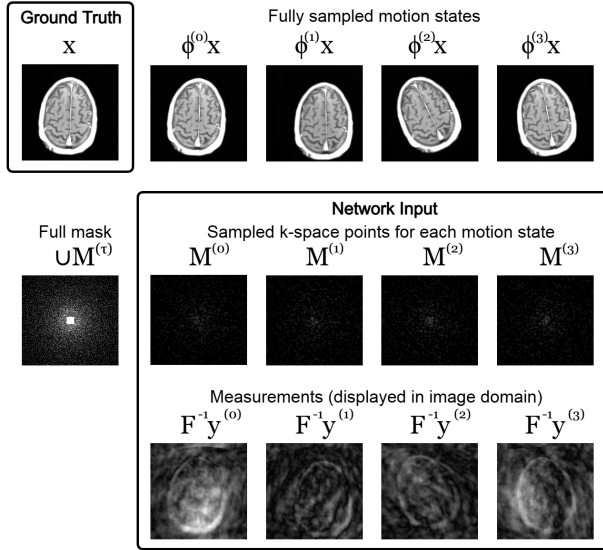 Ground Truth
Fully sampled motion states
x
ϕ⁽⁰⁾x
ϕ⁽¹⁾x
ϕ⁽²⁾x
ϕ⁽³⁾x
Network Input
Full mask
Sampled k-space points for each motion state
∪M⁽ᵗ⁾
M⁽⁰⁾
M⁽¹⁾
M⁽²⁾
M⁽³⁾
Measurements (displayed in image domain)
F⁻¹y⁽⁰⁾
F⁻¹y⁽¹⁾
F⁻¹y⁽²⁾
F⁻¹y⁽³⁾